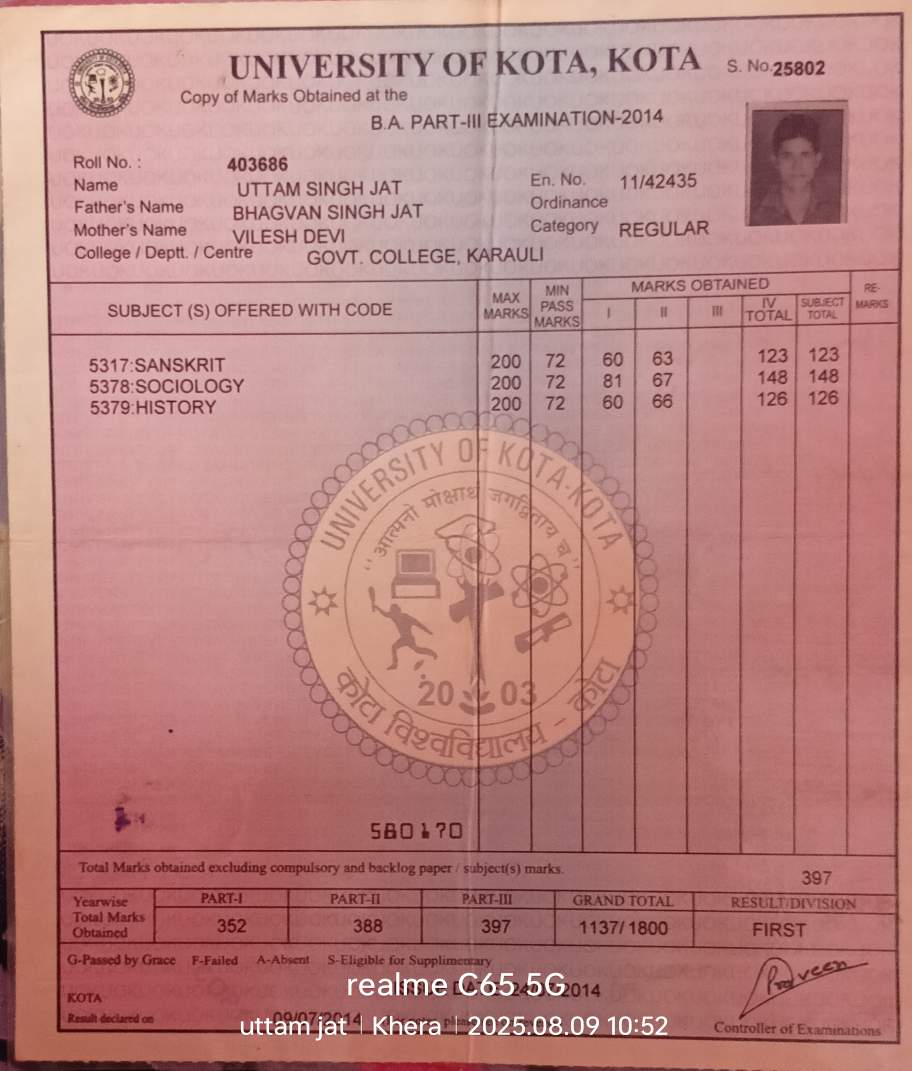 UNIVERSITY OF KOTA, KOTA
S. No.25802
Copy of Marks Obtained at the
B.A. PART-III EXAMINATION-2014
Roll No. : 403686
Name UTTAM SINGH JAT
Father's Name BHAGVAN SINGH JAT
Mother's Name VILESH DEVI
College / Deptt. / Centre GOVT. COLLEGE, KARAULI
En. No. 11/42435
Ordinance
Category REGULAR
SUBJECT (S) OFFERED WITH CODE MAX MARKS MIN PASS MARKS MARKS OBTAINED I II III IV TOTAL SUBJECT TOTAL RE-MARKS
5317:SANSKRIT 200 72 60 63 123 123
5378:SOCIOLOGY 200 72 81 67 148 148
5379:HISTORY 200 72 60 66 126 126
UNIVERSITY OF KOTA-KOTA
"आत्मनो मोक्षार्थं जगद्धिताय च"
2003
कोटा विश्वविद्यालय - कोटा
580170
Total Marks obtained excluding compulsory and backlog paper / subject(s) marks. 397
Yearwise Total Marks Obtained PART-I PART-II PART-III GRAND TOTAL RESULT/DIVISION
352 388 397 1137/1800 FIRST
G-Passed by Grace F-Failed A-Absent S-Eligible for Supplimentary
Praveen
realme C65 5G
2014
KOTA
Result declared on 09/07/2014
uttam jat | Khera | 2025.08.09 10:52
Controller of Examinations